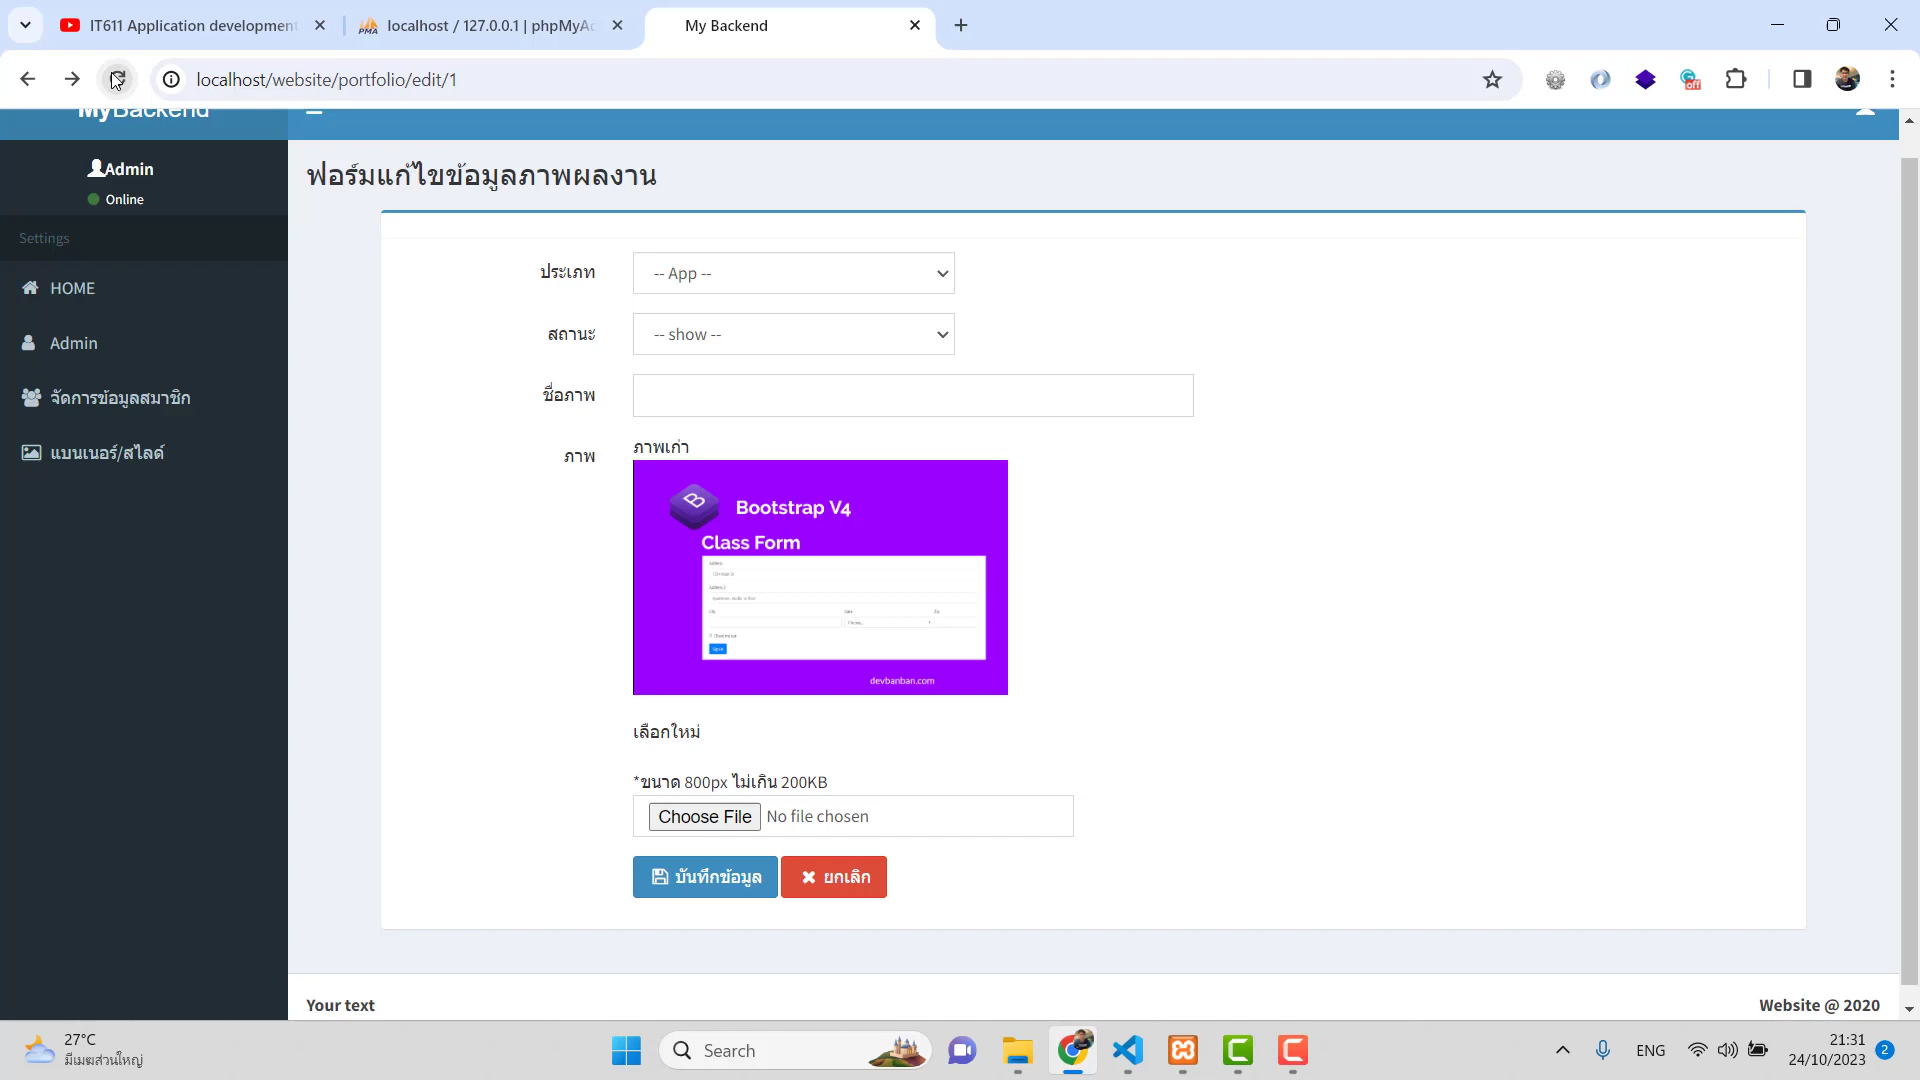 IT611 Application development
localhost / 127.0.0.1 | phpMyAd
My Backend
localhost/website/portfolio/edit/1
off
MyBackend
Admin
Online
Settings
HOME
Admin
จัดการข้อมูลสมาชิก
แบนเนอร์/สไลด์
ฟอร์มแก้ไขข้อมูลภาพผลงาน
ประเภท
-- App --
สถานะ
-- show --
ชื่อภาพ
ภาพ
ภาพเก่า
B
Bootstrap V4
Class Form
devbanban.com
เลือกใหม่
*ขนาด 800px ไม่เกิน 200KB
Choose File No file chosen
บันทึกข้อมูล
ยกเลิก
Your text
Website @ 2020
27°C
มีเมฆส่วนใหญ่
Search
ENG
21:31
24/10/2023
2